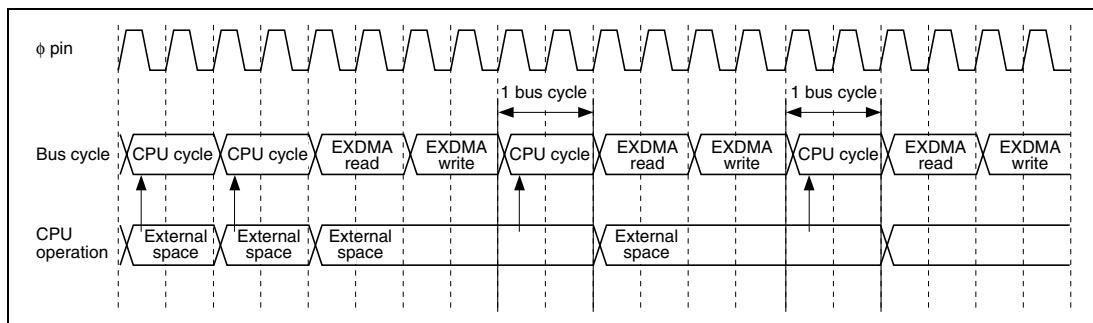 φ pin
1 bus cycle
1 bus cycle
Bus cycle
CPU cycle
CPU cycle
EXDMA
read
EXDMA
write
CPU cycle
EXDMA
read
EXDMA
write
CPU cycle
EXDMA
read
EXDMA
write
CPU
operation
External
space
External
space
External
space
External
space